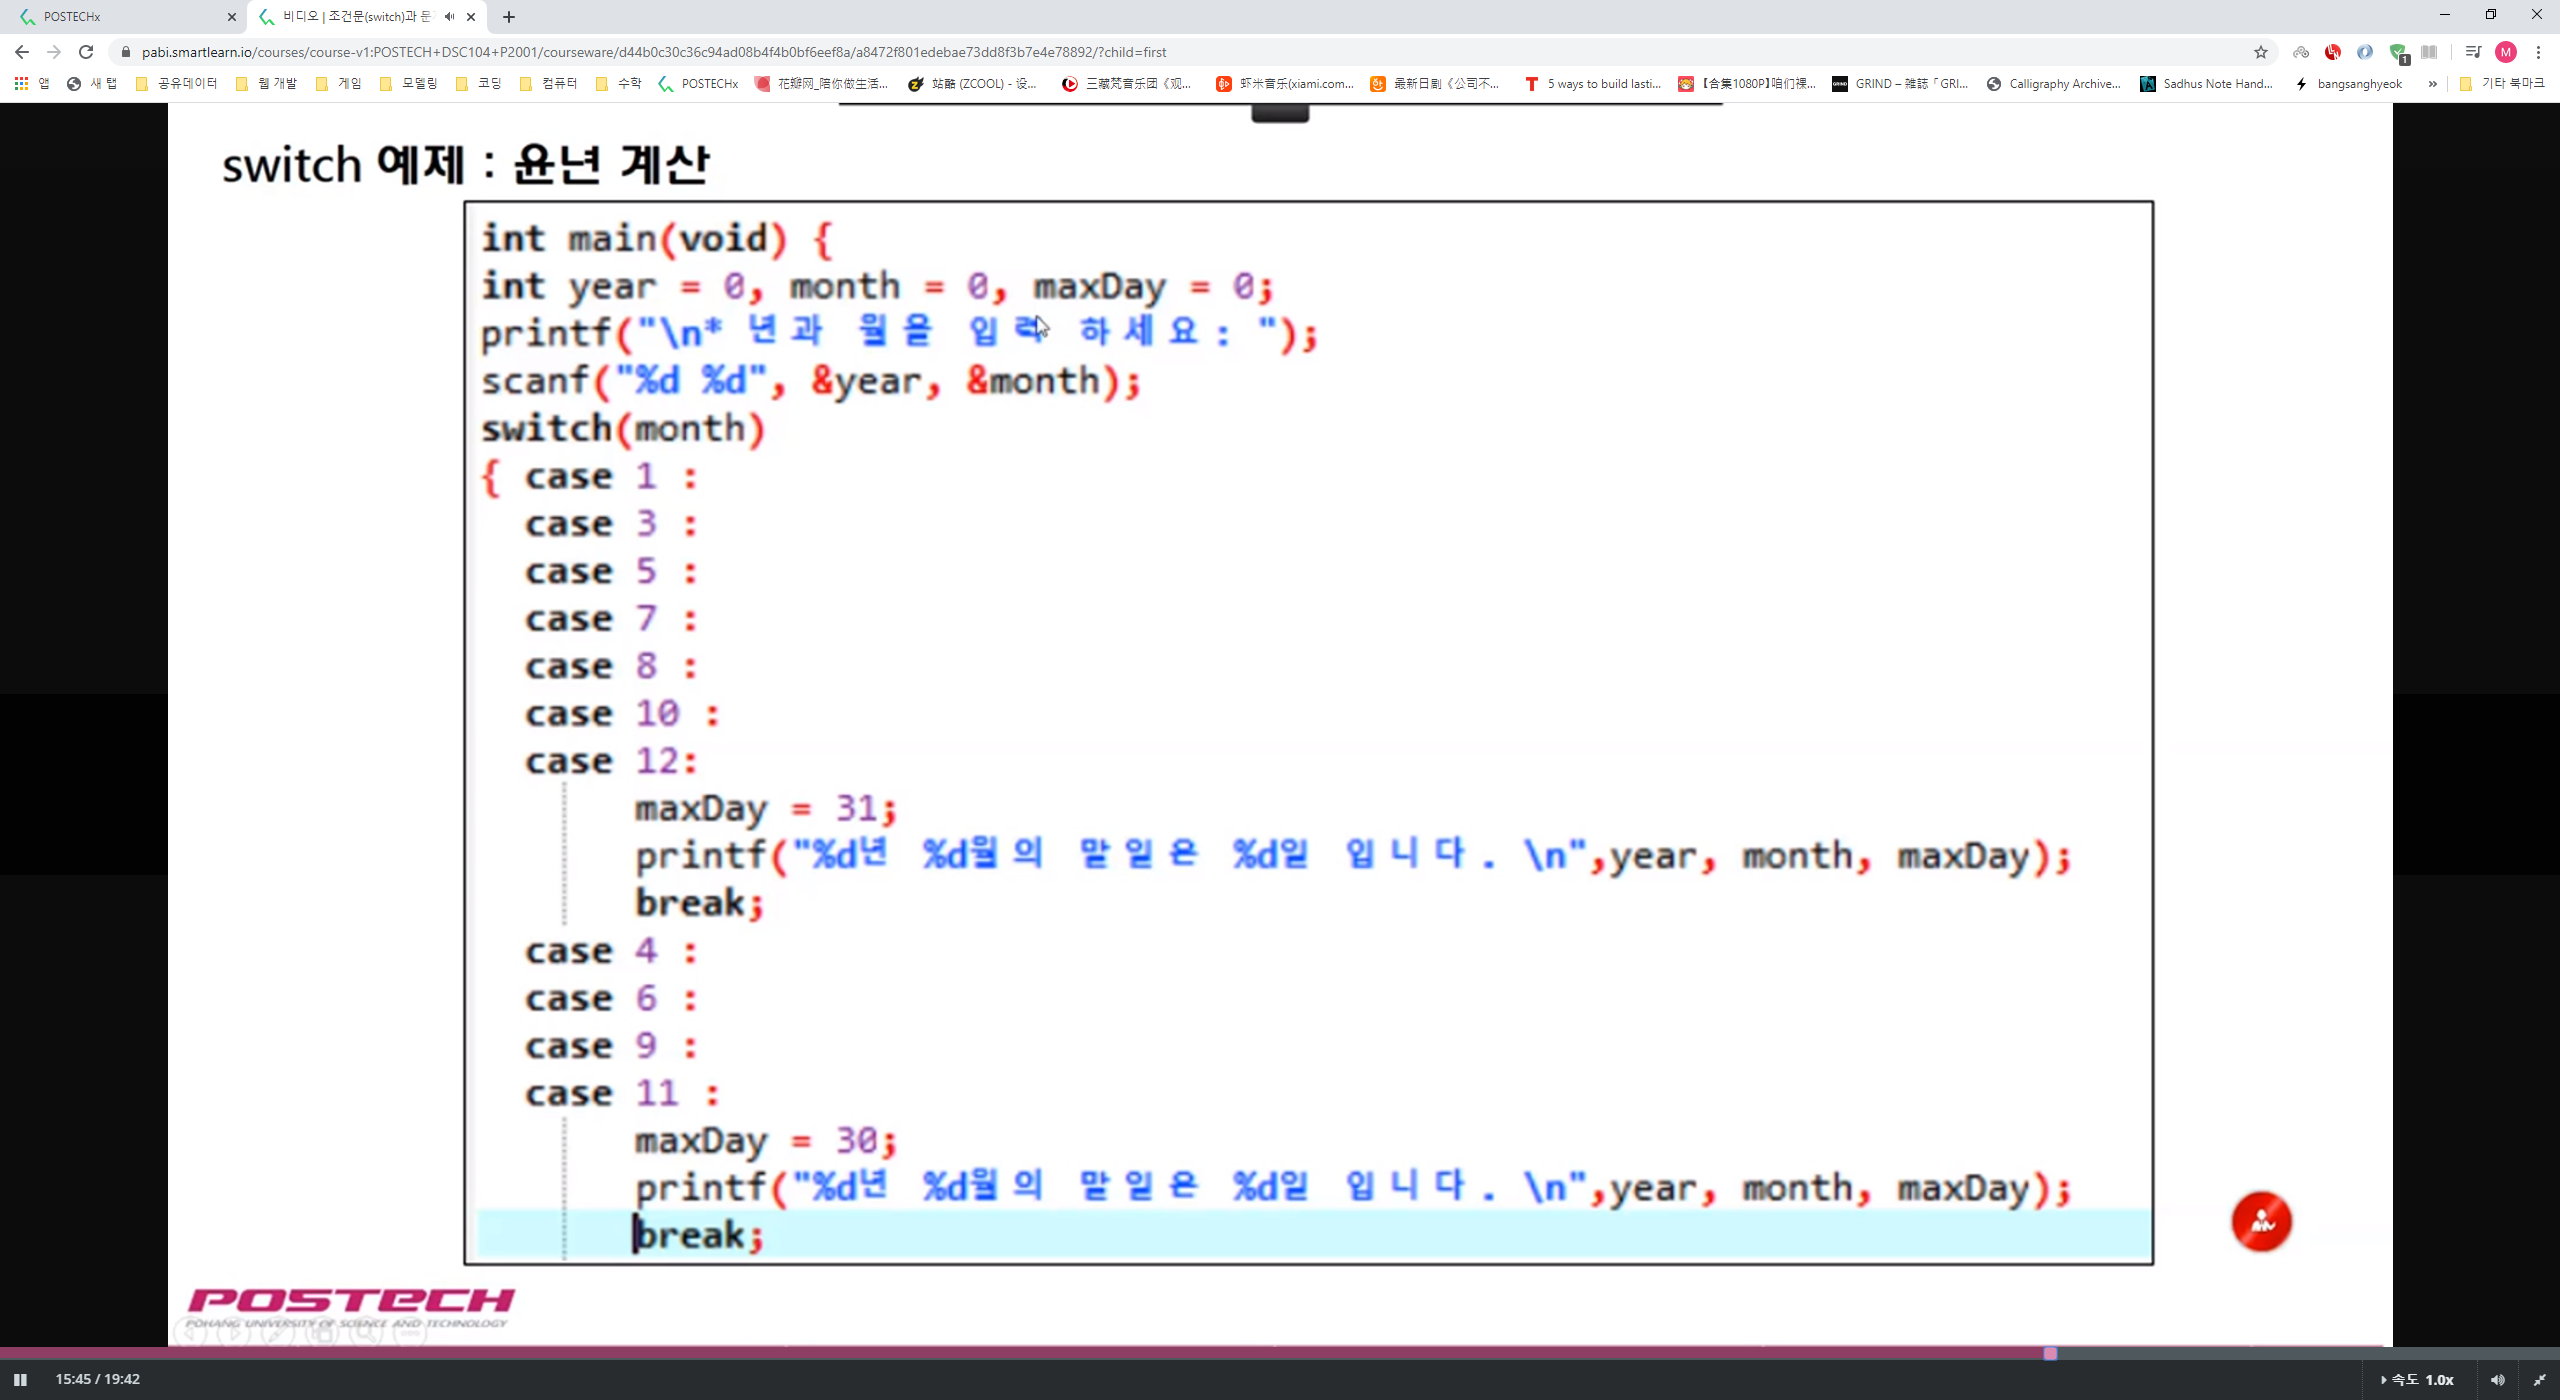 POSTECHx
비디오 | 조건문(switch)과 문
pabi.smartlearn.io/courses/course-v1:POSTECH+DSC104+P2001/courseware/d44b0c30c36c94ad08b4f4b0bf6eef8a/a8472f801edebae73dd8f3b7e4e78892/?child=first
앱 새 탭 공유데이터 웹 개발 게임 모델링 코딩 컴퓨터 수학 POSTECHx 花瓣网_陪你做生活... 站酷 (ZCOOL) - 设... 三藏梵音乐团《观... 虾米音乐(xiami.com... 最新日剧《公司不... 5 ways to build lasti... 【合集1080P】咱们裸... GRIND – 雑誌「GRI... Calligraphy Archive... Sadhus Note Hand... bangsanghyeok » 기타 북마크
switch 예제 : 윤년 계산
int main(void) {
int year = 0, month = 0, maxDay = 0;
printf("\n* 년과 월을 입력 하세요: ");
scanf("%d %d", &year, &month);
switch(month)
{ case 1 :
case 3 :
case 5 :
case 7 :
case 8 :
case 10 :
case 12:
maxDay = 31;
printf("%d년 %d월의 말일은 %d일 입니다. \n",year, month, maxDay);
break;
case 4 :
case 6 :
case 9 :
case 11 :
maxDay = 30;
printf("%d년 %d월의 말일은 %d일 입니다. \n",year, month, maxDay);
break;
POSTECH
POHANG UNIVERSITY OF SCIENCE AND TECHNOLOGY
15:45 / 19:42
속도 1.0x